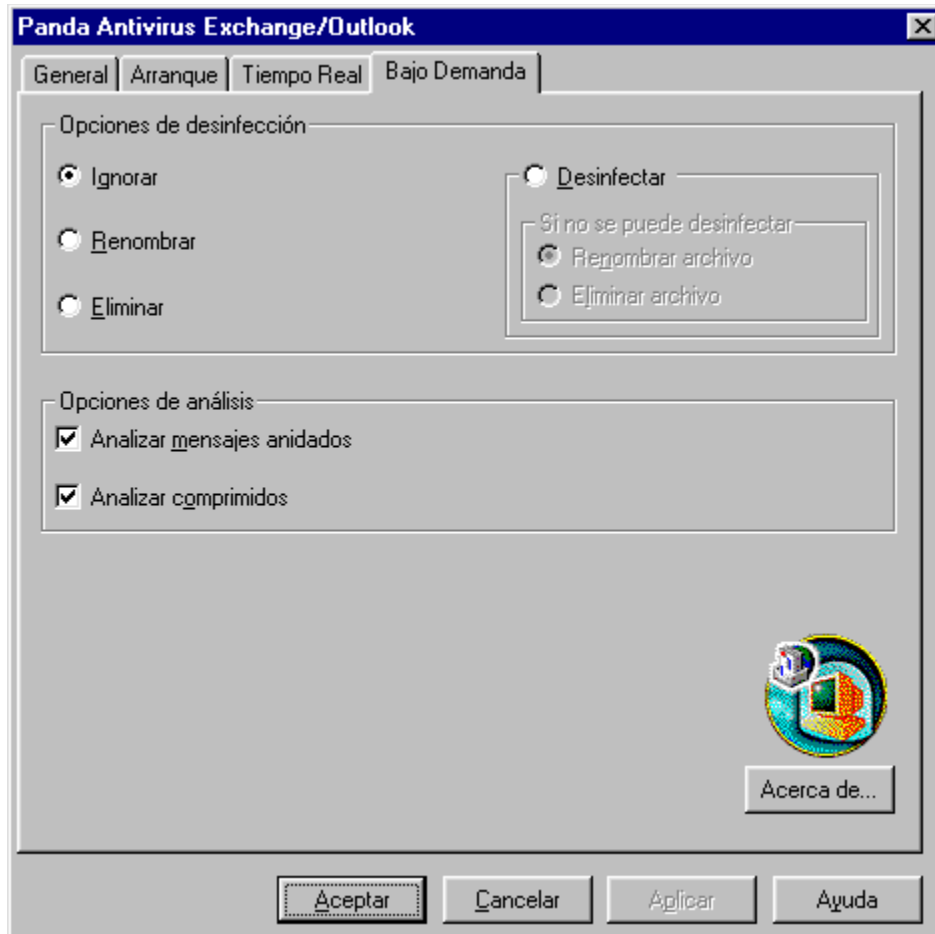 Panda Antivirus Exchange/Outlook
General Arranque Tiempo Real Bajo Demanda
Opciones de desinfección
Ignorar
Renombrar
Eliminar
Desinfectar
Si no se puede desinfectar
Renombrar archivo
Eliminar archivo
Opciones de análisis
Analizar mensajes anidados
Analizar comprimidos
Acerca de...
Aceptar Cancelar Aplicar Ayuda